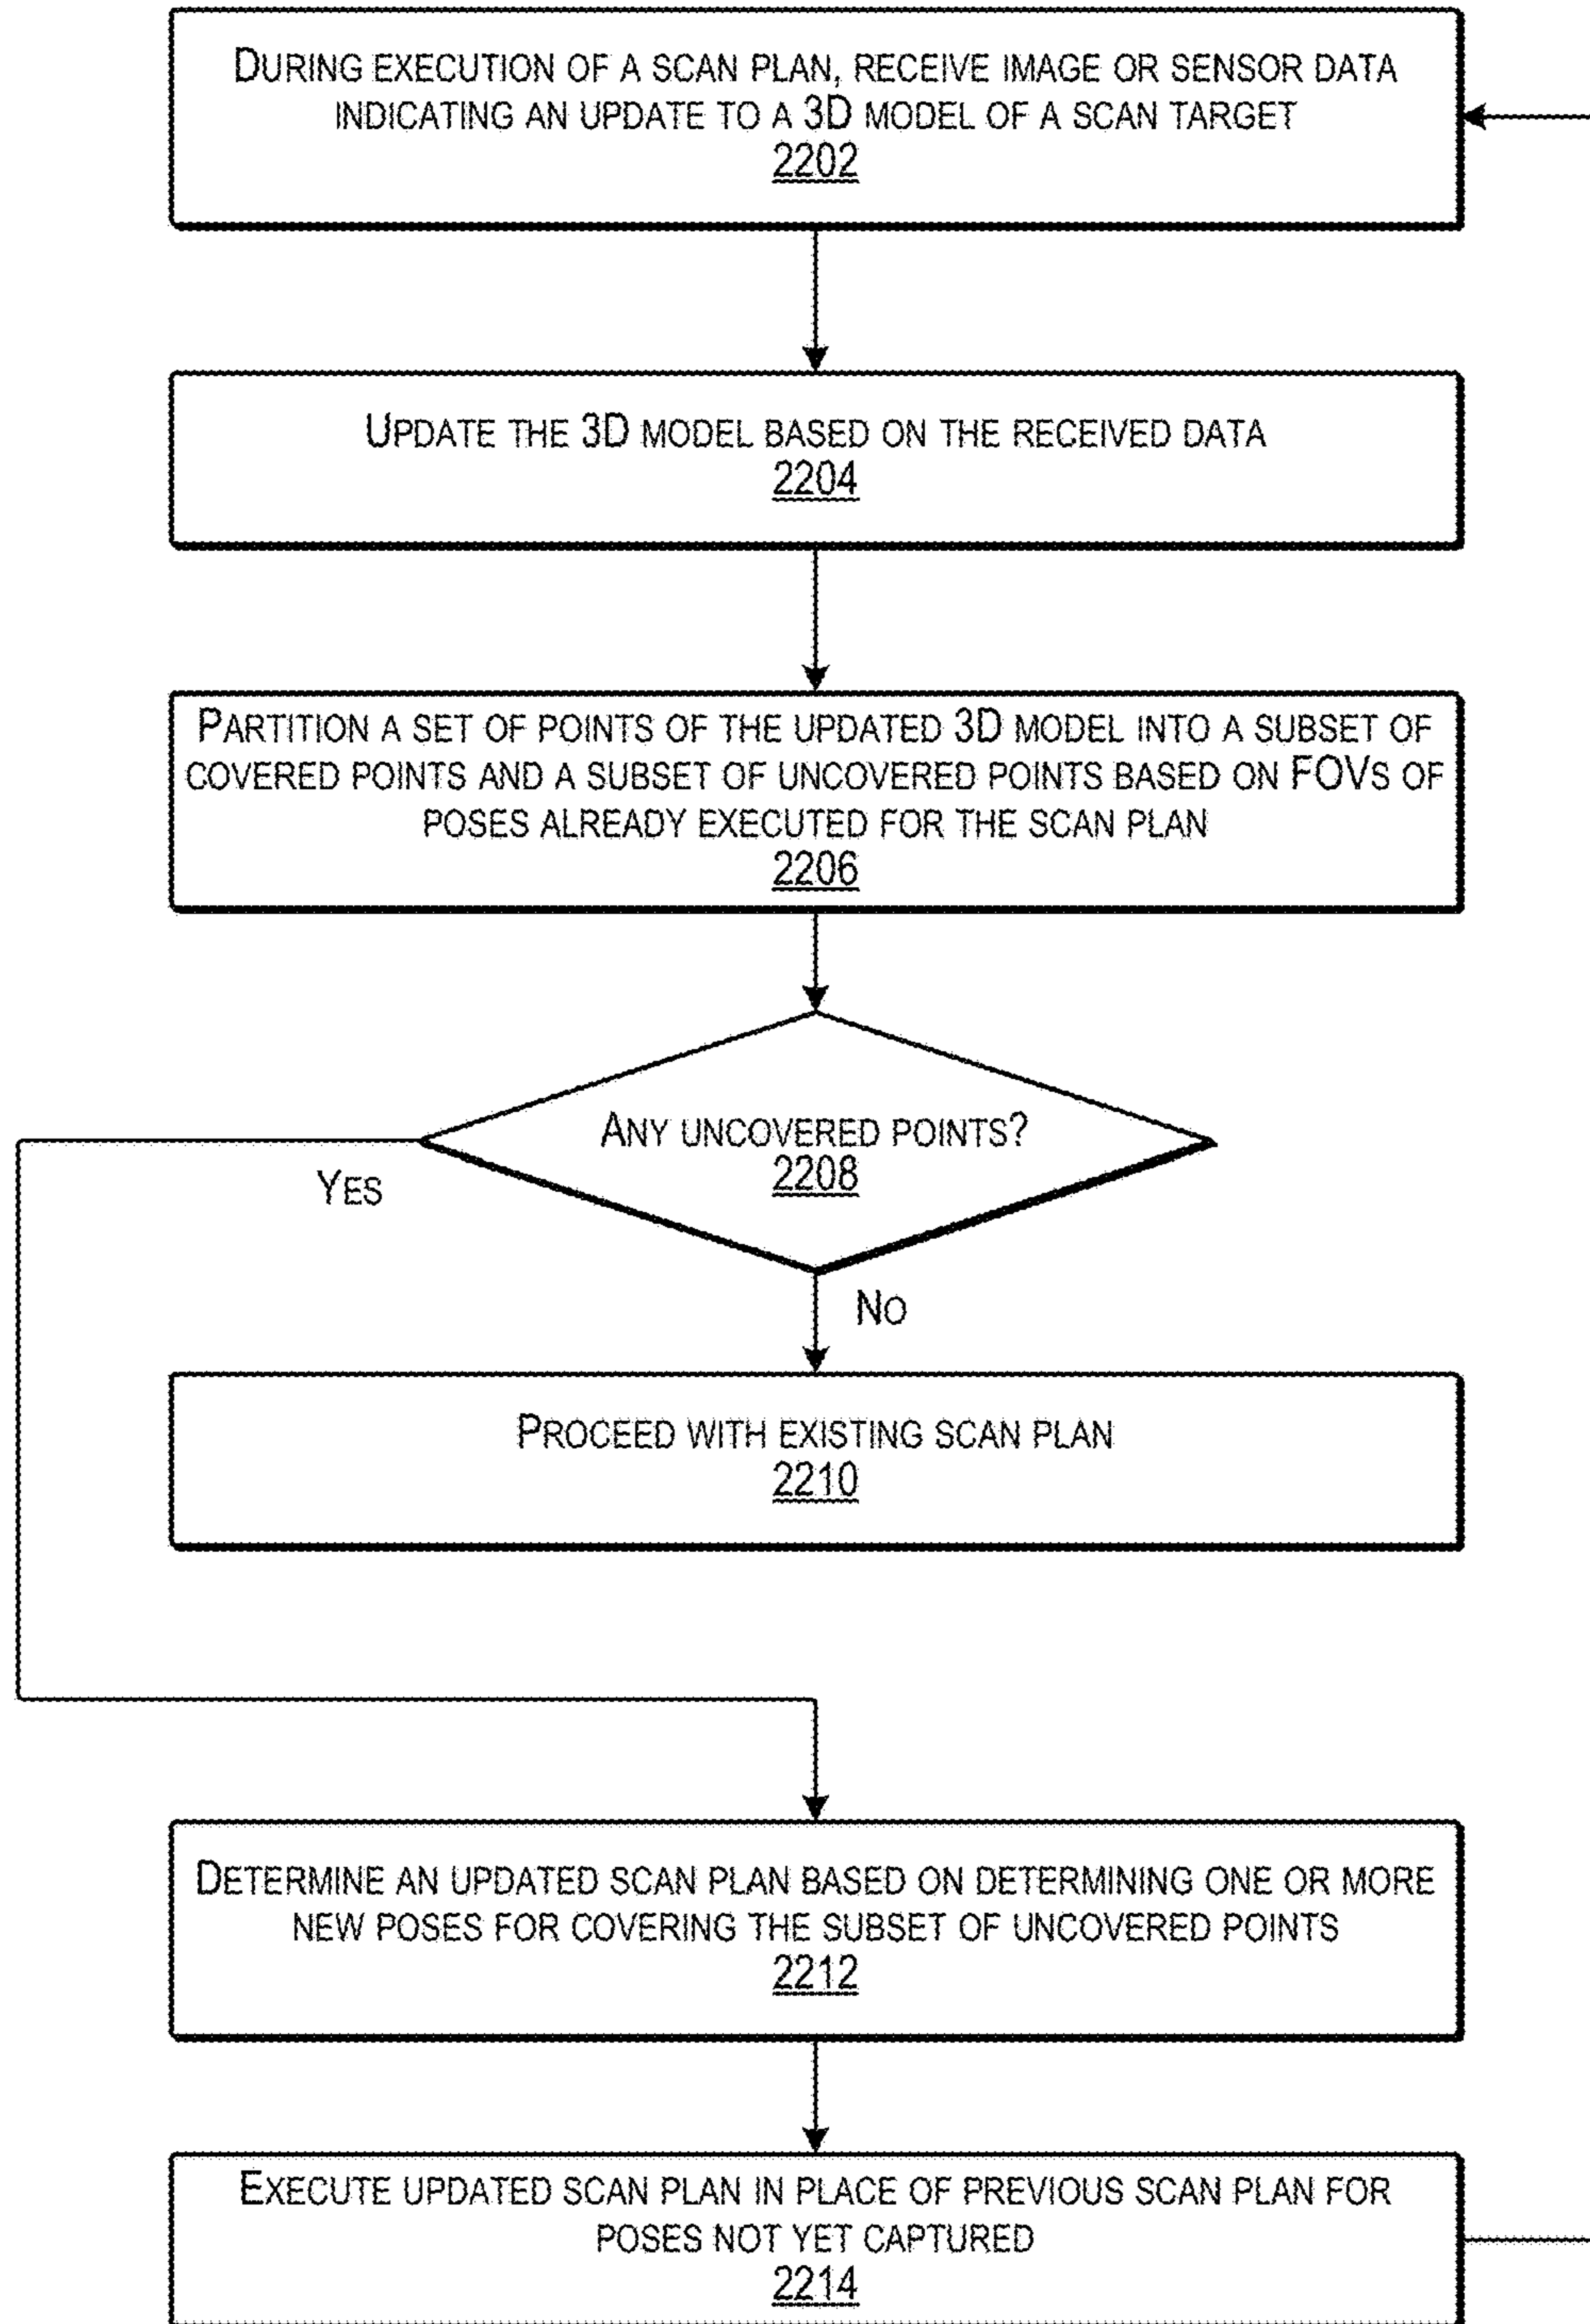 DURING EXECUTION OF A SCAN PLAN, RECEIVE IMAGE OR SENSOR DATA
INDICATING AN UPDATE TO A 3D MODEL OF A SCAN TARGET
2202
UPDATE THE 3D MODEL BASED ON THE RECEIVED DATA
2204
PARTITION A SET OF POINTS OF THE UPDATED 3D MODEL INTO A SUBSET OF
COVERED POINTS AND A SUBSET OF UNCOVERED POINTS BASED ON FOVS OF
POSES ALREADY EXECUTED FOR THE SCAN PLAN
2206
ANY UNCOVERED POINTS?
2208
YES
NO
PROCEED WITH EXISTING SCAN PLAN
2210
DETERMINE AN UPDATED SCAN PLAN BASED ON DETERMINING ONE OR MORE
NEW POSES FOR COVERING THE SUBSET OF UNCOVERED POINTS
2212
EXECUTE UPDATED SCAN PLAN IN PLACE OF PREVIOUS SCAN PLAN FOR
POSES NOT YET CAPTURED
2214